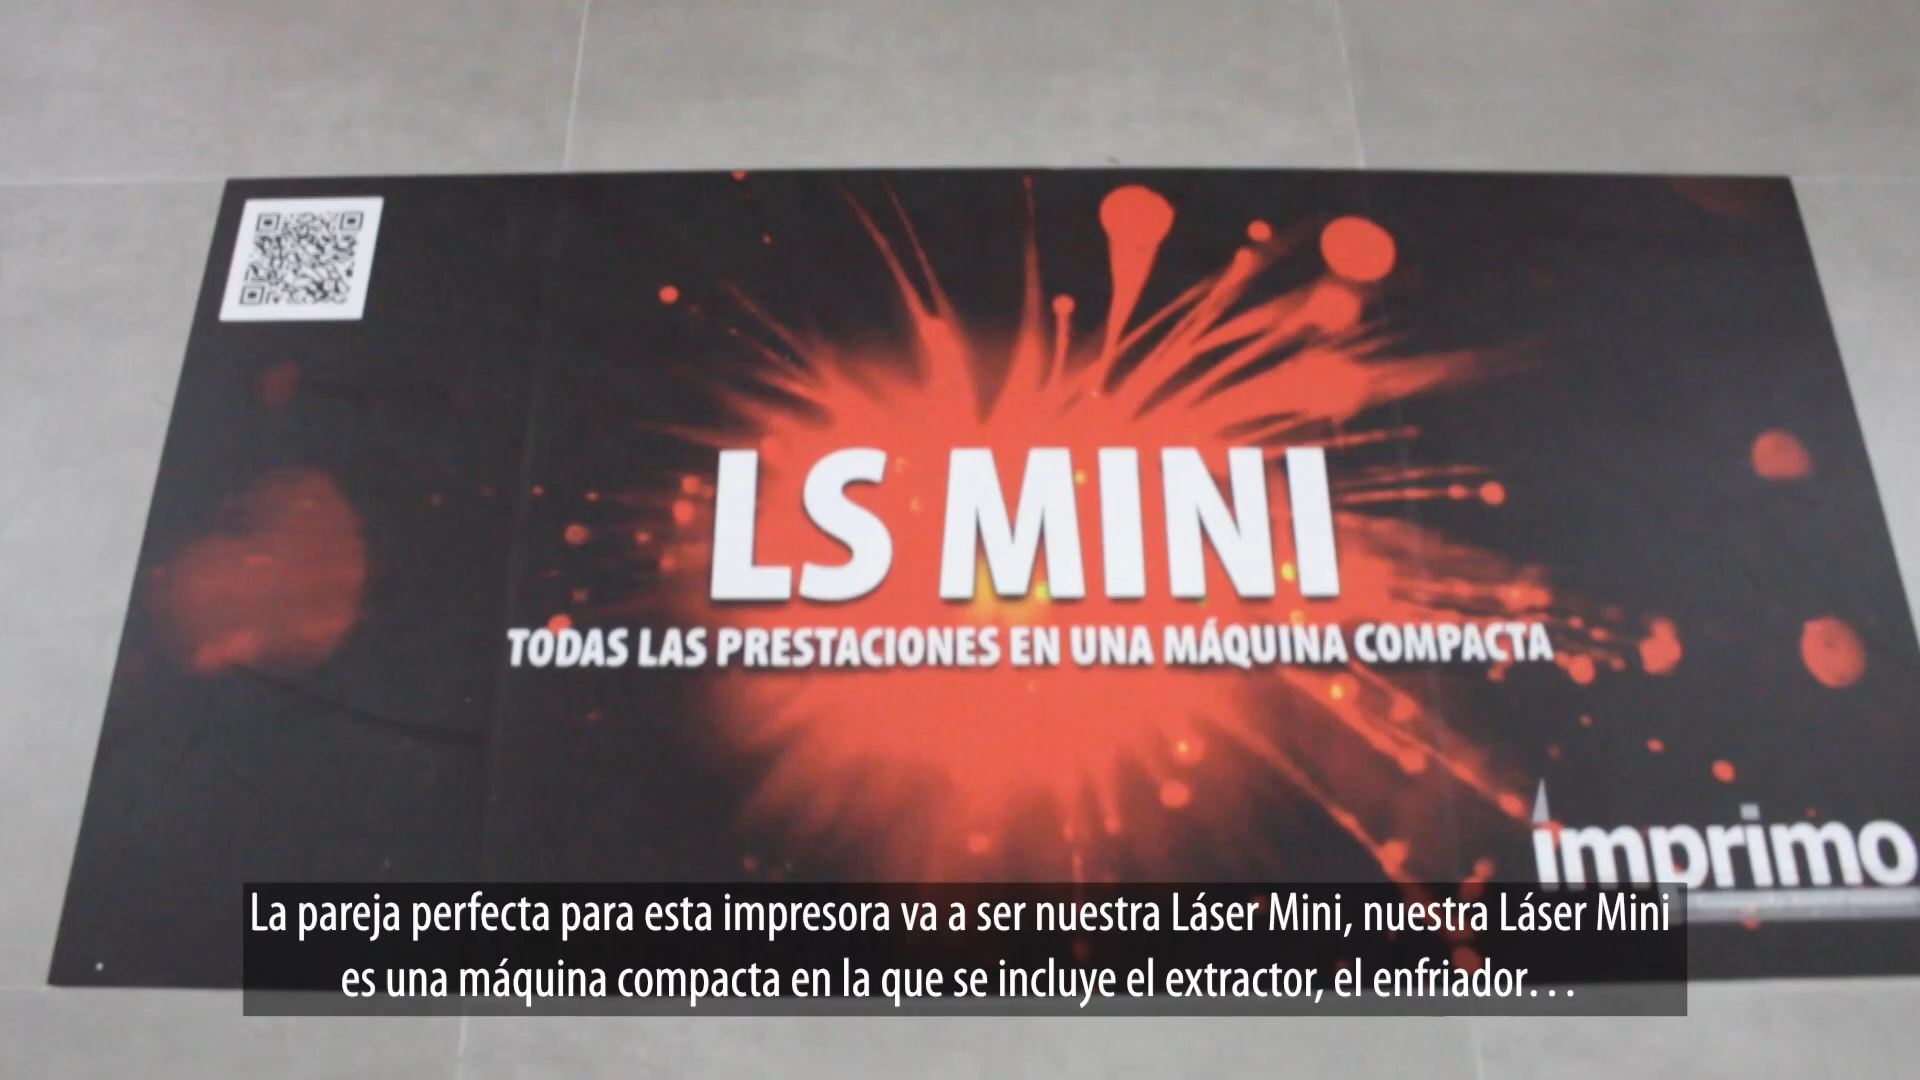 LS MINI
TODAS LAS PRESTACIONES EN UNA MÁQUINA COMPACTA
imprimo
La pareja perfecta para esta impresora va a ser nuestra Láser Mini, nuestra Láser Mini
es una máquina compacta en la que se incluye el extractor, el enfriador…